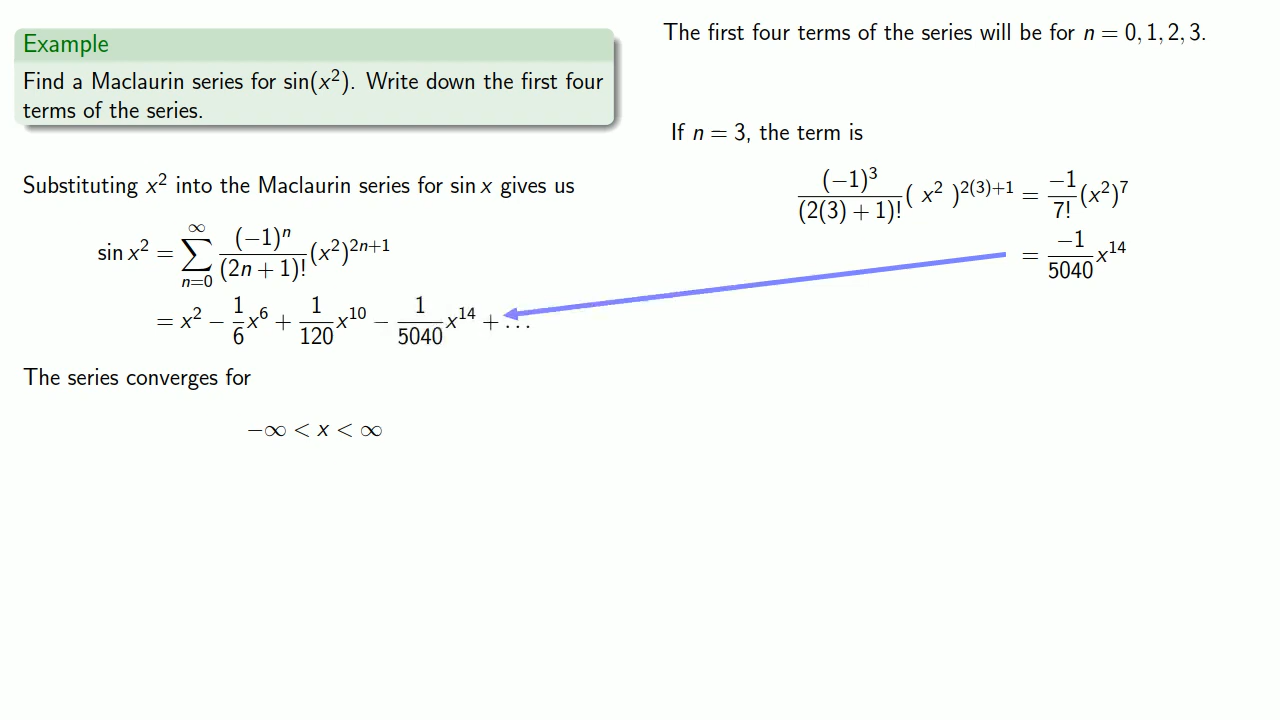 Example
Find a Maclaurin series for sin(x²). Write down the first four
terms of the series.
Substituting x² into the Maclaurin series for sin x gives us
sin x² = ∑_{n=0}^{∞} (−1)ⁿ/(2n + 1)! (x²)²ⁿ⁺¹
= x² − 1/6 x⁶ + 1/120 x¹⁰ − 1/5040 x¹⁴ + . . .
The series converges for
−∞ < x < ∞
The first four terms of the series will be for n = 0, 1, 2, 3.
If n = 3, the term is
(−1)³/(2(3) + 1)! ( x² )²⁽³⁾⁺¹ = −1/7! (x²)⁷
= −1/5040 x¹⁴